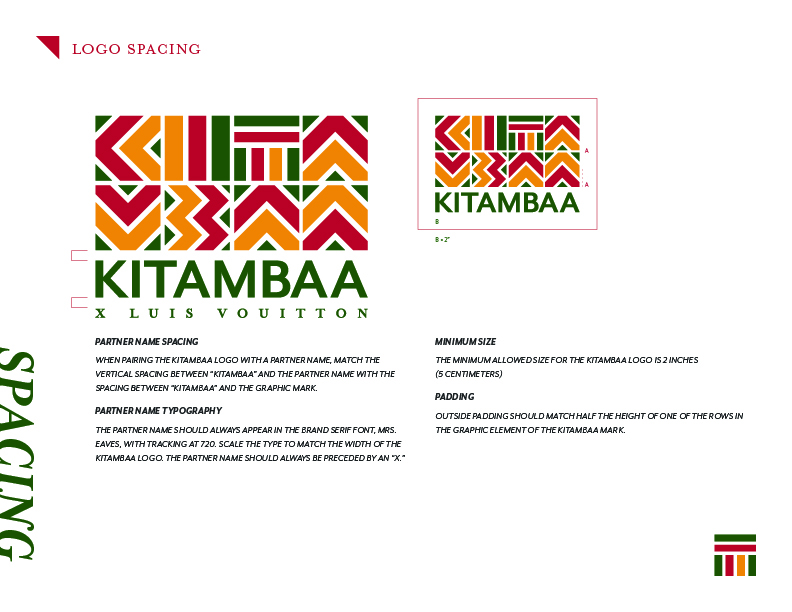 LOGO SPACING
KITAMBAA
X LUIS VOUITTON
KITAMBAA
A
A
B
B = 2"
PARTNER NAME SPACING
WHEN PAIRING THE KITAMBAA LOGO WITH A PARTNER NAME, MATCH THE
VERTICAL SPACING BETWEEN "KITAMBAA" AND THE PARTNER NAME WITH THE
SPACING BETWEEN "KITAMBAA" AND THE GRAPHIC MARK.
PARTNER NAME TYPOGRAPHY
THE PARTNER NAME SHOULD ALWAYS APPEAR IN THE BRAND SERIF FONT, MRS.
EAVES, WITH TRACKING AT 720. SCALE THE TYPE TO MATCH THE WIDTH OF THE
KITAMBAA LOGO. THE PARTNER NAME SHOULD ALWAYS BE PRECEDED BY AN "X."
MINIMUM SIZE
THE MINIMUM ALLOWED SIZE FOR THE KITAMBAA LOGO IS 2 INCHES
(5 CENTIMETERS)
PADDING
OUTSIDE PADDING SHOULD MATCH HALF THE HEIGHT OF ONE OF THE ROWS IN
THE GRAPHIC ELEMENT OF THE KITAMBAA MARK.
SPACING